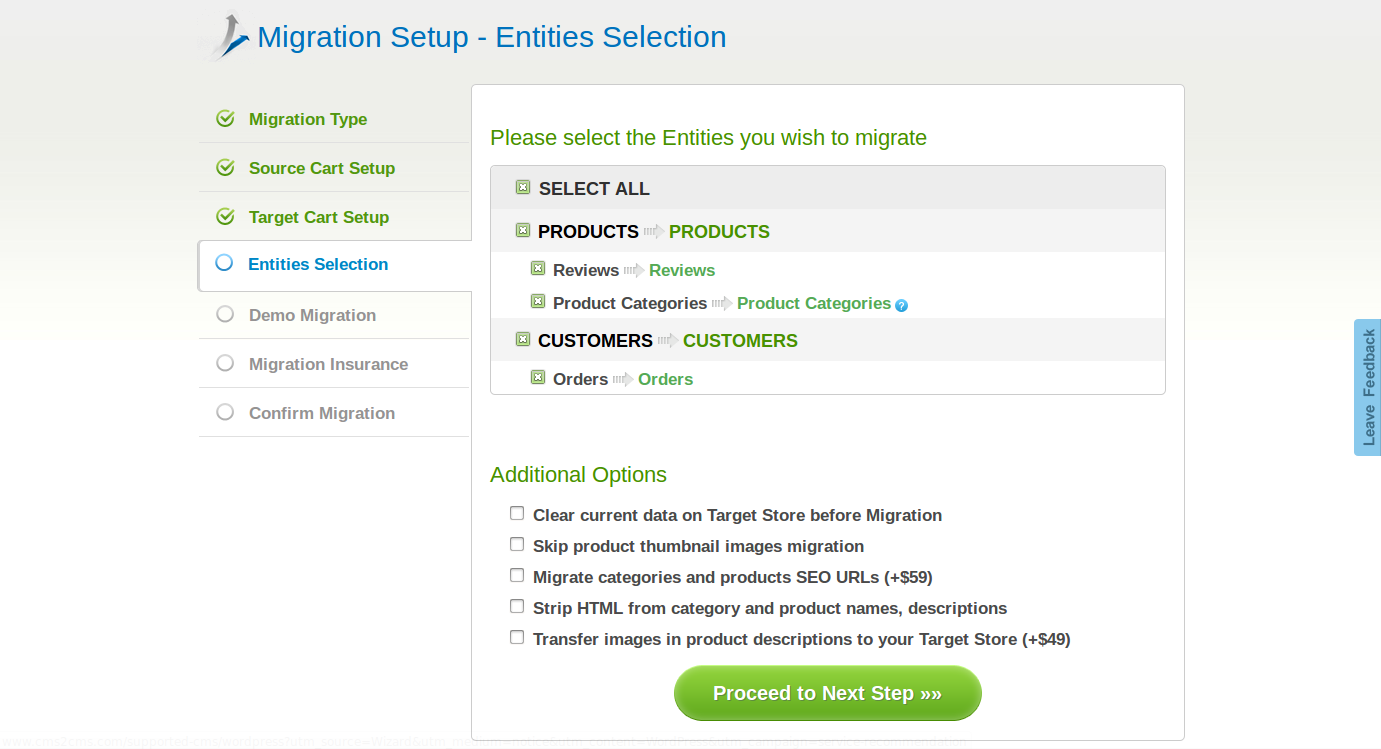 Migration Setup - Entities Selection
Migration Type
Source Cart Setup
Target Cart Setup
Entities Selection
Demo Migration
Migration Insurance
Confirm Migration
Please select the Entities you wish to migrate
SELECT ALL
PRODUCTS PRODUCTS
Reviews Reviews
Product Categories Product Categories ?
CUSTOMERS CUSTOMERS
Orders Orders
Additional Options
Clear current data on Target Store before Migration
Skip product thumbnail images migration
Migrate categories and products SEO URLs (+$59)
Strip HTML from category and product names, descriptions
Transfer images in product descriptions to your Target Store (+$49)
Proceed to Next Step »»
Leave Feedback